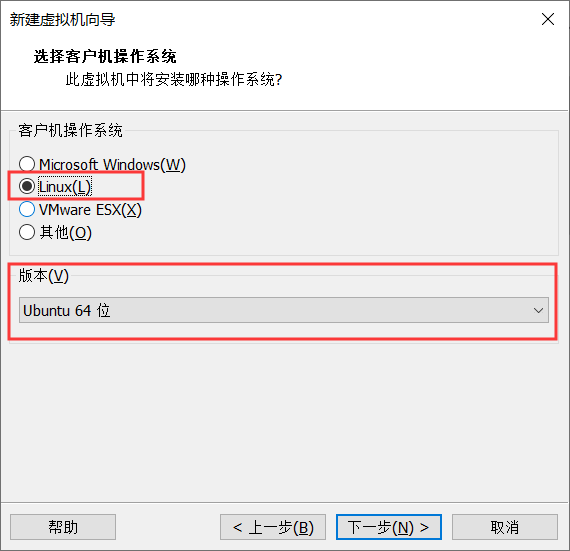 新建虚拟机向导
选择客户机操作系统
此虚拟机中将安装哪种操作系统?
客户机操作系统
Microsoft Windows(W)
Linux(L)
VMware ESX(X)
其他(O)
版本(V)
Ubuntu 64 位
帮助
< 上一步(B)
下一步(N) >
取消